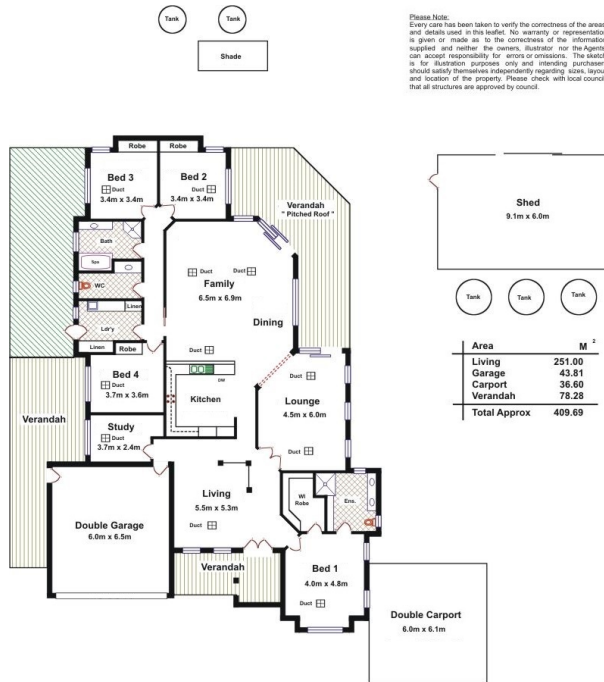 Tank
Tank
Shade
Please Note:
Every care has been taken to verify the correctness of the areas
and details used in this leaflet. No warranty or representation
is given or made as to the correctness of the information
supplied and neither the owners, illustrator nor the Agents
can accept responsibility for errors or omissions. The sketch
is for illustration purposes only and intending purchasers
should satisfy themselves independently regarding sizes, layout
and location of the property. Please check with local council
that all structures are approved by council.
Robe
Robe
Bed 3
Duct
3.4m x 3.4m
Bed 2
Duct
3.4m x 3.4m
Verandah
" Pitched Roof "
Shed
9.1m x 6.0m
Bath
Spa
WC
Duct
Duct
Family
6.5m x 6.9m
Tank
Tank
Tank
Linen
Ldr'y
Dining
Linen
Robe
Duct
Area M 2
Living 251.00
Garage 43.81
Carport 36.60
Verandah 78.28
Total Approx 409.69
Bed 4
3.7m x 3.6m
Duct
DW
Kitchen
Duct
Lounge
4.5m x 6.0m
Duct
Verandah
Study
Duct
3.7m x 2.4m
Living
5.5m x 5.3m
Duct
WI
Robe
Ens.
Double Garage
6.0m x 6.5m
Verandah
Bed 1
4.0m x 4.8m
Duct
Double Carport
6.0m x 6.1m